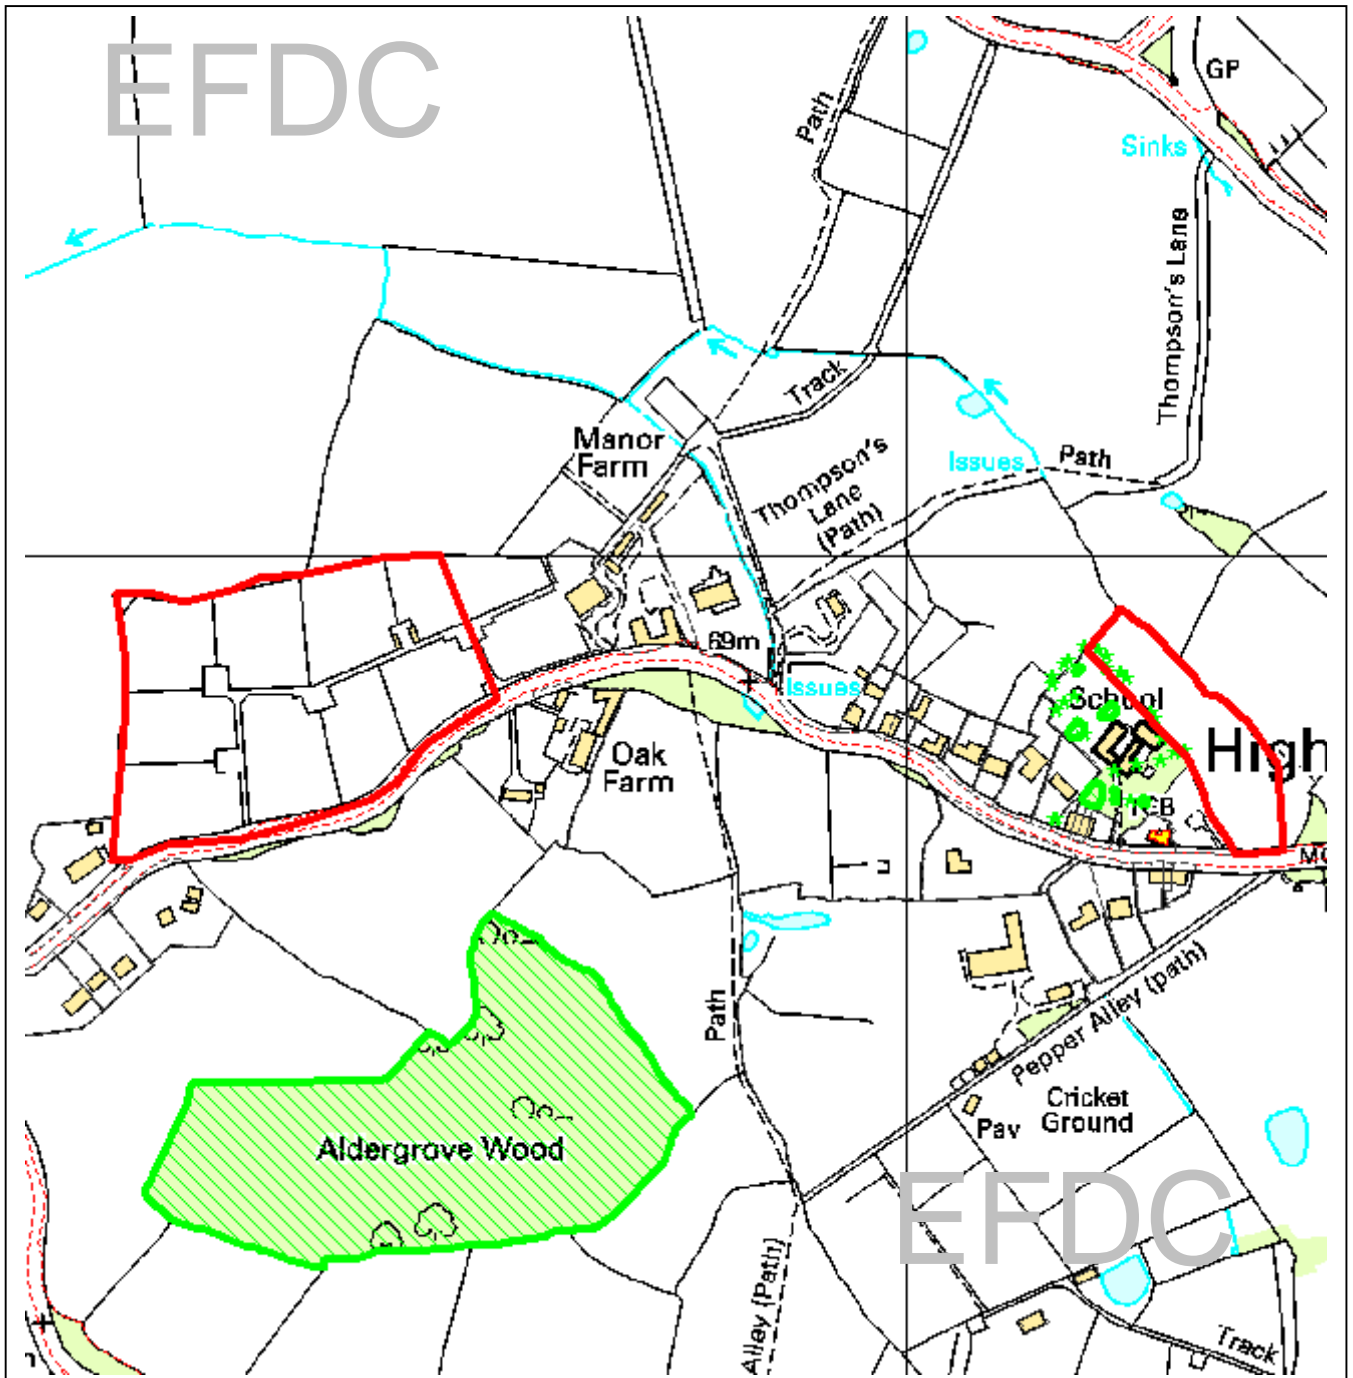 EFDC
GP
Path
Sinks
Thompson's Lane
Track
Manor
Farm
Thompson's
Lane
(Path)
Issues
Path
69m
Issues
School
High
Oak
Farm
TCB
Path
Pepper Alley (path)
Cricket
Ground
Pav
Aldergrove Wood
EFDC
Alley (Path)
Track